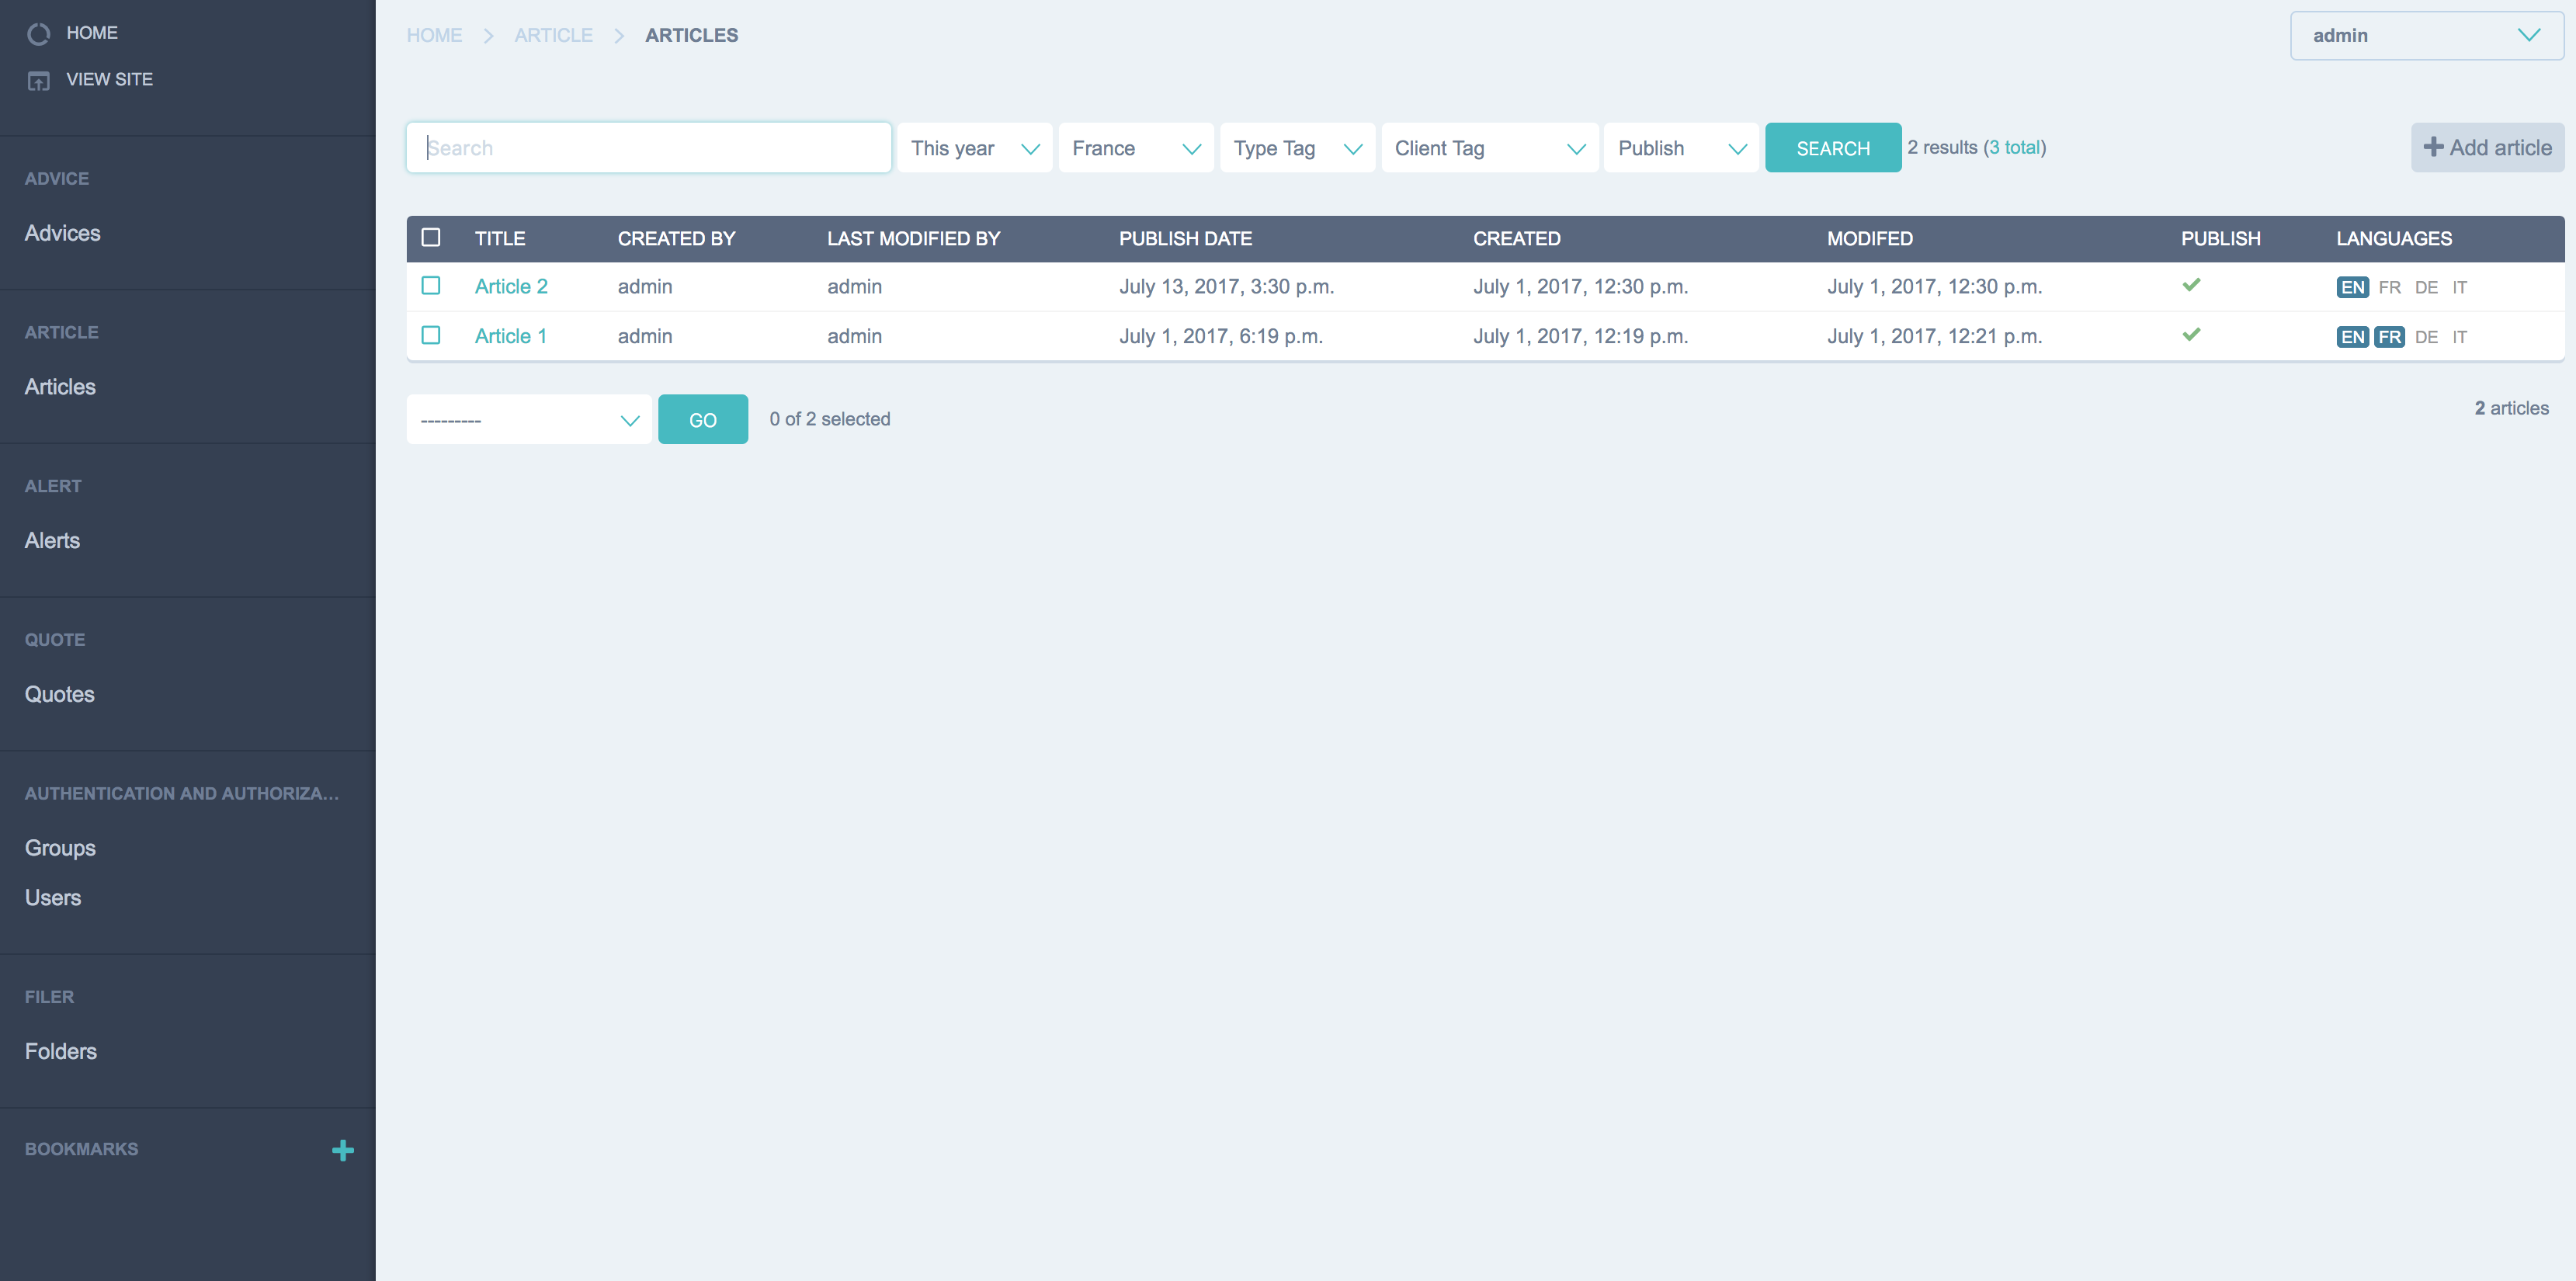 HOME
VIEW SITE
ADVICE
Advices
ARTICLE
Articles
ALERT
Alerts
QUOTE
Quotes
AUTHENTICATION AND AUTHORIZA...
Groups
Users
FILER
Folders
BOOKMARKS
HOME ARTICLE ARTICLES
admin
Search This year France Type Tag Client Tag Publish SEARCH 2 results (3 total) Add article
TITLE CREATED BY LAST MODIFIED BY PUBLISH DATE CREATED MODIFED PUBLISH LANGUAGES
Article 2 admin admin July 13, 2017, 3:30 p.m. July 1, 2017, 12:30 p.m. July 1, 2017, 12:30 p.m. EN FR DE IT
Article 1 admin admin July 1, 2017, 6:19 p.m. July 1, 2017, 12:19 p.m. July 1, 2017, 12:21 p.m. EN FR DE IT
--------- GO 0 of 2 selected
2 articles